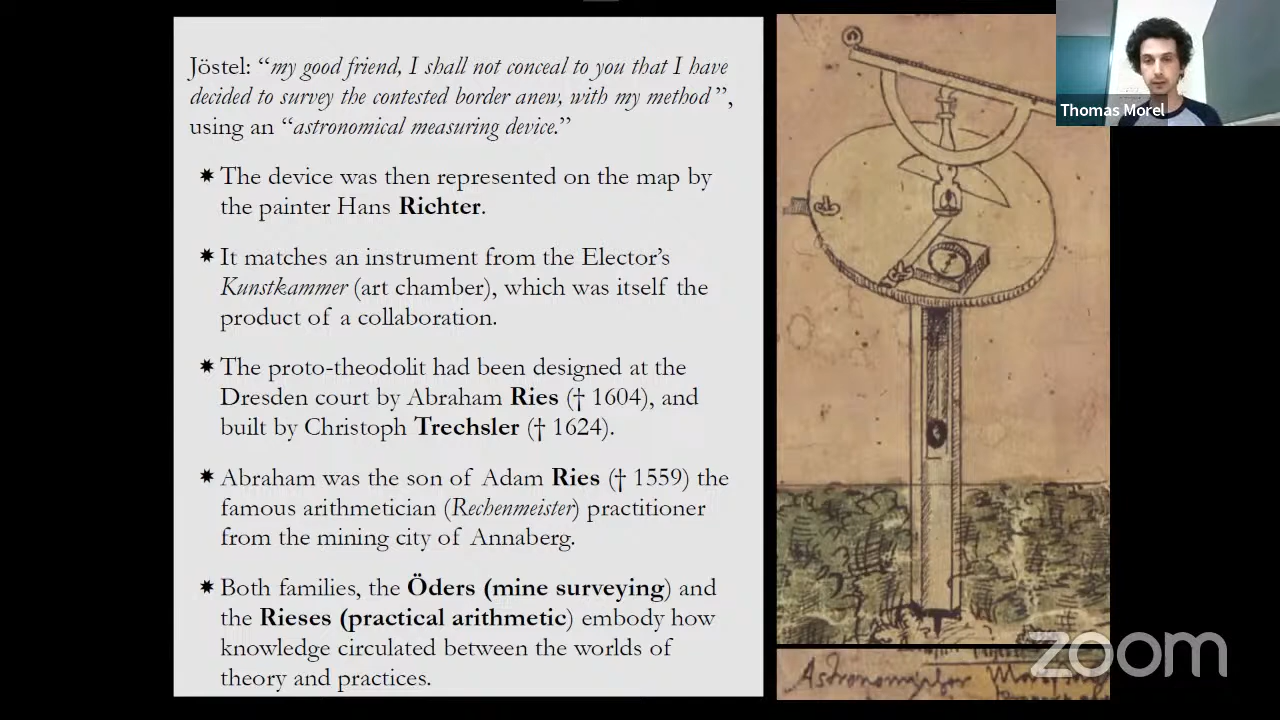 Jöstel: “my good friend, I shall not conceal to you that I have
decided to survey the contested border anew, with my method”,
using an “astronomical measuring device.”
✷ The device was then represented on the map by
the painter Hans Richter.
✷ It matches an instrument from the Elector’s
Kunstkammer (art chamber), which was itself the
product of a collaboration.
✷ The proto-theodolit had been designed at the
Dresden court by Abraham Ries († 1604), and
built by Christoph Trechsler († 1624).
✷ Abraham was the son of Adam Ries († 1559) the
famous arithmetician (Rechenmeister) practitioner
from the mining city of Annaberg.
✷ Both families, the Öders (mine surveying) and
the Rieses (practical arithmetic) embody how
knowledge circulated between the worlds of
theory and practices.
Thomas Morel
zoom